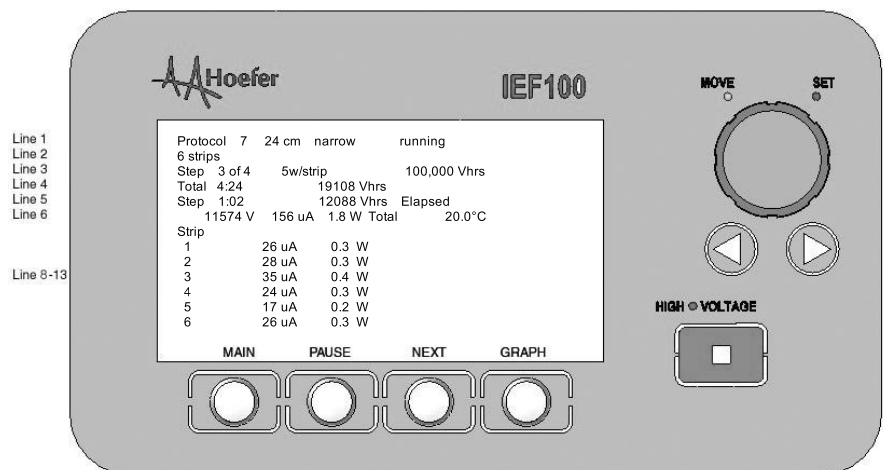 Hoefer
IEF100
MOVE SET
Line 1
Line 2
Line 3
Line 4
Line 5
Line 6
Line 8-13
Protocol 7 24 cm narrow running
6 strips
Step 3 of 4 5w/strip 100,000 Vhrs
Total 4:24 19108 Vhrs
Step 1:02 12088 Vhrs Elapsed
11574 V 156 uA 1.8 W Total 20.0°C
Strip
1 26 uA 0.3 W
2 28 uA 0.3 W
3 35 uA 0.4 W
4 24 uA 0.3 W
5 17 uA 0.2 W
6 26 uA 0.3 W
HIGH VOLTAGE
MAIN PAUSE NEXT GRAPH